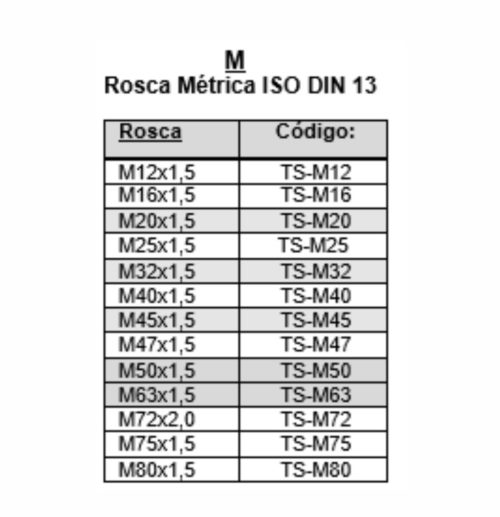 M
Rosca Métrica ISO DIN 13
Rosca Código:
M12x1,5 TS-M12
M16x1,5 TS-M16
M20x1,5 TS-M20
M25x1,5 TS-M25
M32x1,5 TS-M32
M40x1,5 TS-M40
M45x1,5 TS-M45
M47x1,5 TS-M47
M50x1,5 TS-M50
M63x1,5 TS-M63
M72x2,0 TS-M72
M75x1,5 TS-M75
M80x1,5 TS-M80